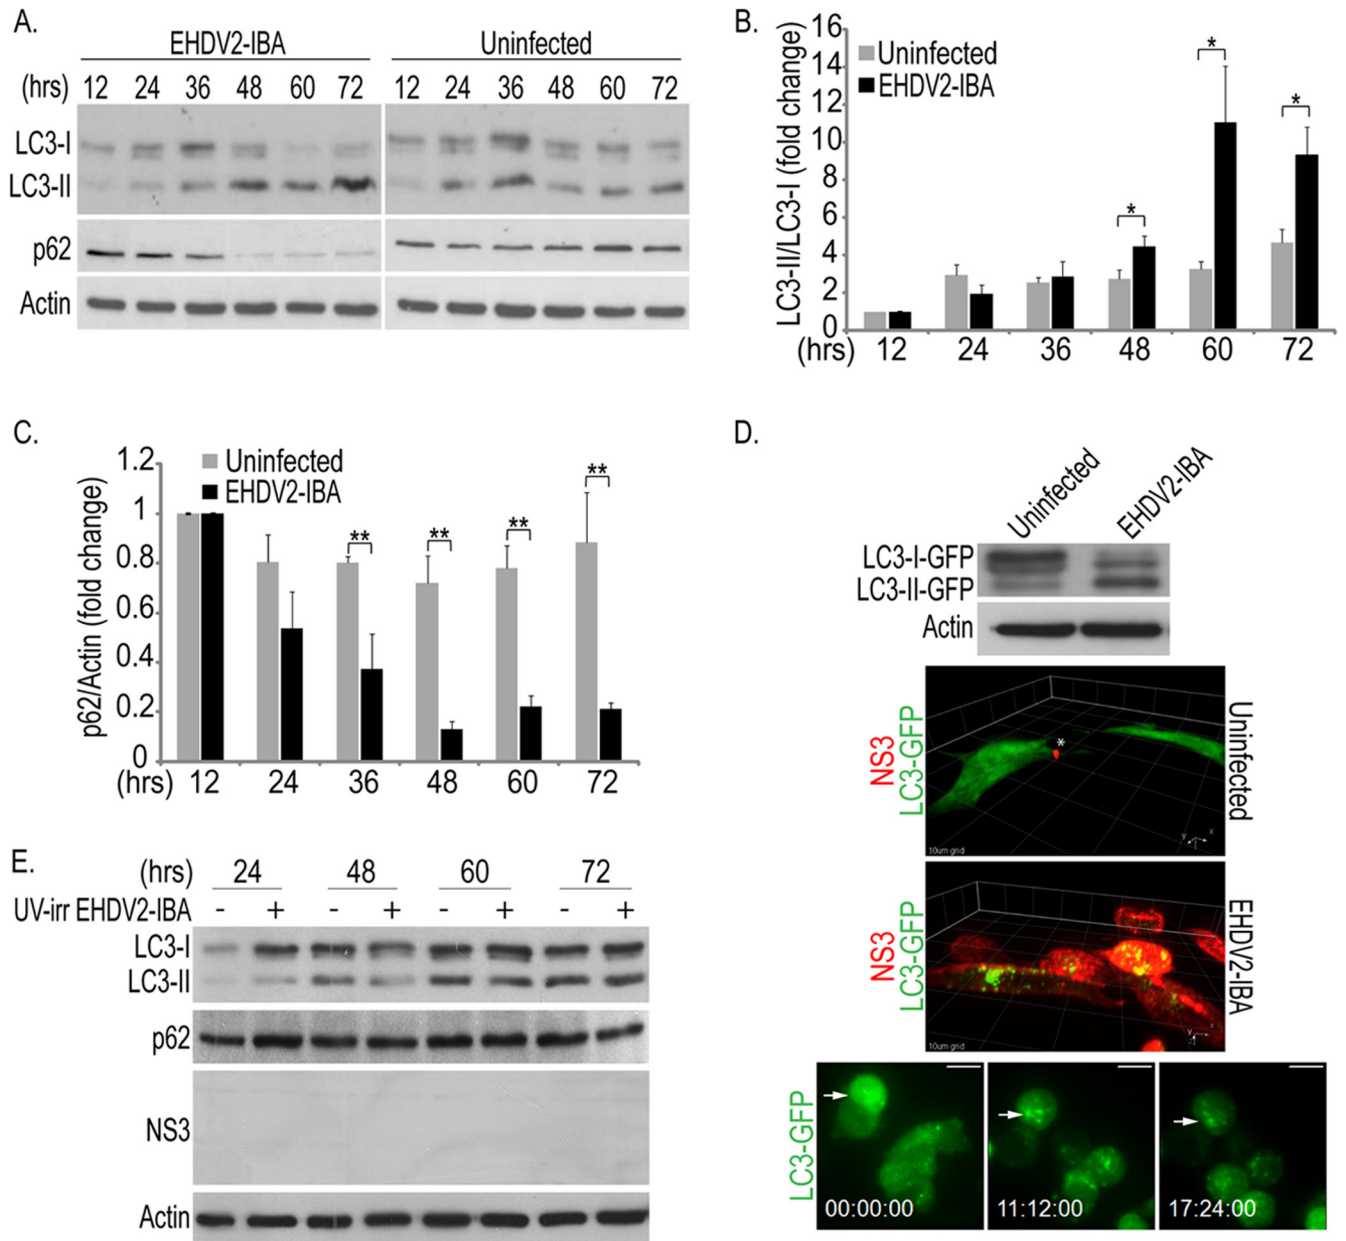 A.
EHDV2-IBA Uninfected
(hrs) 12 24 36 48 60 72 12 24 36 48 60 72
LC3-I
LC3-II
p62
Actin
B.
LC3-II/LC3-I (fold change)
16
14
12
10
8
6
4
2
0
Uninfected
EHDV2-IBA
*
*
*
(hrs) 12 24 36 48 60 72
C.
p62/Actin (fold change)
1.2
1
0.8
0.6
0.4
0.2
0
Uninfected
EHDV2-IBA
**
**
**
**
(hrs) 12 24 36 48 60 72
D.
Uninfected
EHDV2-IBA
LC3-I-GFP
LC3-II-GFP
Actin
NS3
LC3-GFP
*
10um grid
y x
Uninfected
NS3
LC3-GFP
10um grid
EHDV2-IBA
LC3-GFP
00:00:00 11:12:00 17:24:00
E.
(hrs) 24 48 60 72
UV-irr EHDV2-IBA - + - + - + - +
LC3-I
LC3-II
p62
NS3
Actin